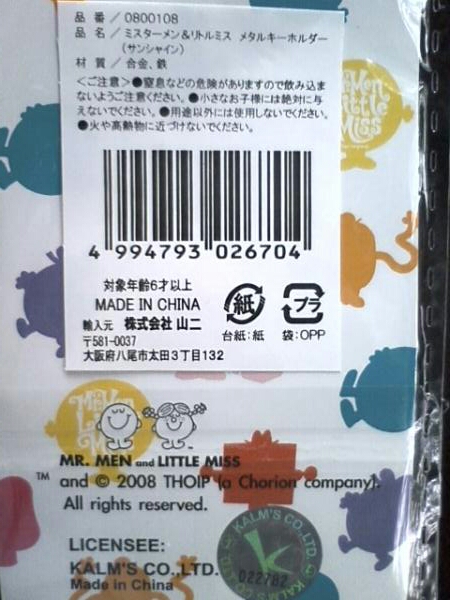 品 番 / 0800108
品 名 / ミスターメン&リトルミス メタルキーホルダー
(サンシャイン)
材 質 / 合金、鉄
<ご注意>●窒息などの危険がありますので飲み込ま
ないようご注意ください。●小さなお子様には絶対に与
えないでください。●用途以外には使用しないでください。
●火や高熱物に近づけないでください。
4 994793 026704
対象年齢6才以上
MADE IN CHINA
輸入元 株式会社 山二
〒581-0037
大阪府八尾市太田3丁目132
紙
台紙:紙
プラ
袋:OPP
Mr.Men
Little
Miss
MR. MEN and LITTLE MISS
™ and © 2008 THOIP (a Chorion company).
All rights reserved.
LICENSEE:
KALM'S CO.,LTD.
Made in China
KALM'S CO.,LTD.
022782